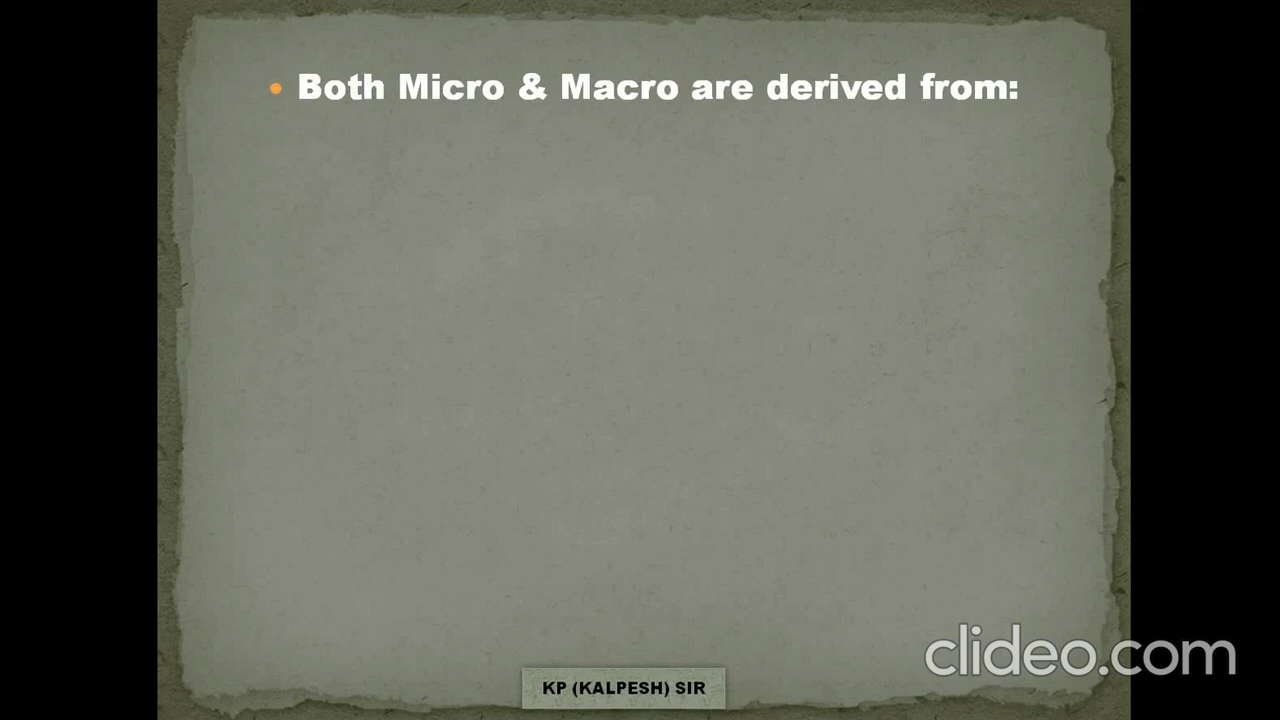 • Both Micro & Macro are derived from:
clideo.com
KP (KALPESH) SIR